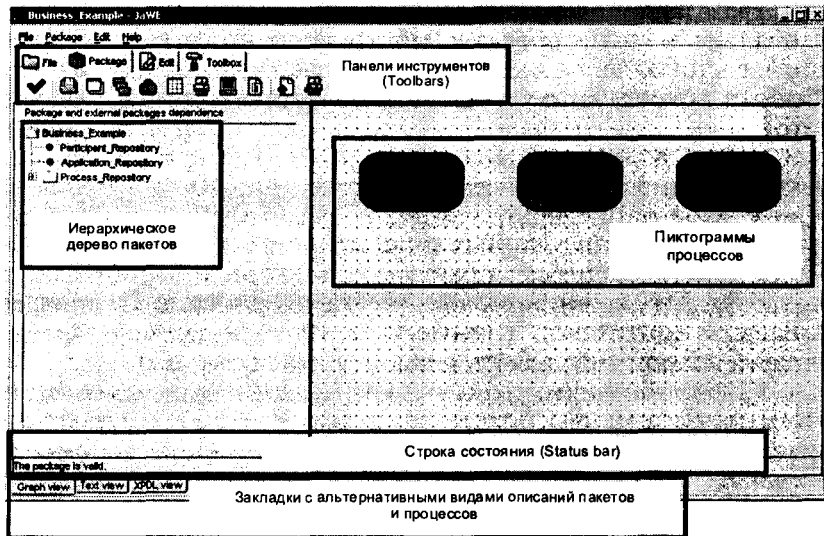 Business_Example - JaWE
File Package Edit Help
File Package Edit Toolbox
Панели инструментов
(Toolbars)
Package and external packages dependence
Business_Example
Participant_Repository
Application_Repository
Process_Repository
Иерархическое
дерево пакетов
Пиктограммы
процессов
Строка состояния (Status bar)
The package is valid.
Graph view Text view XPDL view
Закладки с альтернативными видами описаний пакетов
и процессов